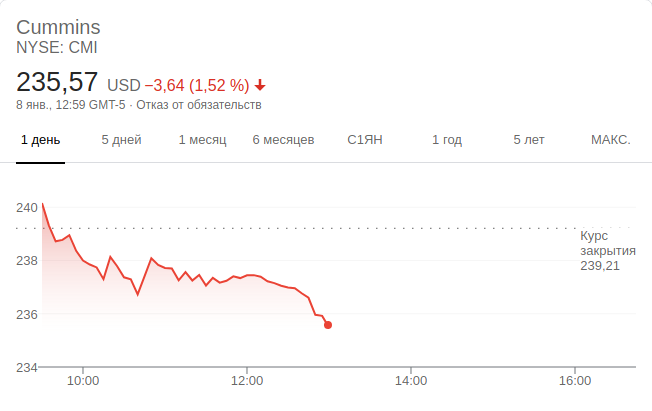 Cummins
NYSE: CMI
235,57 USD −3,64 (1,52 %)
8 янв., 12:59 GMT-5 · Отказ от обязательств
1 день 5 дней 1 месяц 6 месяцев С1ЯН 1 год 5 лет МАКС.
240
Курс
закрытия
239,21
238
236
234
10:00 12:00 14:00 16:00